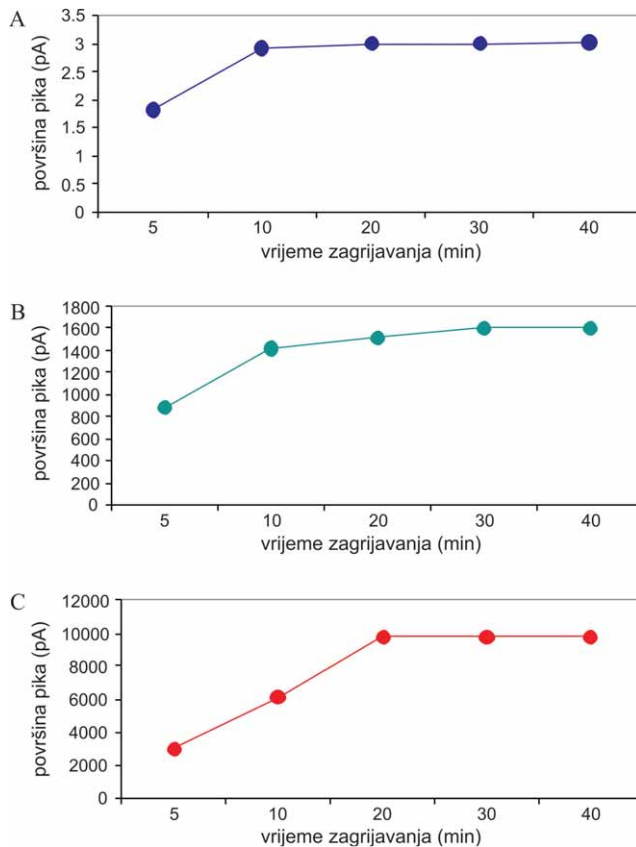 A
3.5
3
2.5
2
1.5
1
0.5
0
površina pika (pA)
5 10 20 30 40
vrijeme zagrijavanja (min)
B
1800
1600
1400
1200
1000
800
600
400
200
0
površina pika (pA)
5 10 20 30 40
vrijeme zagrijavanja (min)
C
12000
10000
8000
6000
4000
2000
0
površina pika (pA)
5 10 20 30 40
vrijeme zagrijavanja (min)